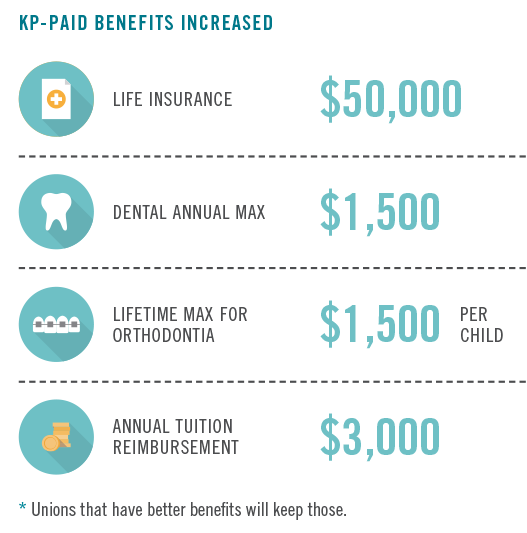 KP-PAID BENEFITS INCREASED
LIFE INSURANCE $50,000
DENTAL ANNUAL MAX $1,500
LIFETIME MAX FOR
ORTHODONTIA
$1,500
PER
CHILD
ANNUAL TUITION
REIMBURSEMENT
$3,000
* Unions that have better benefits will keep those.